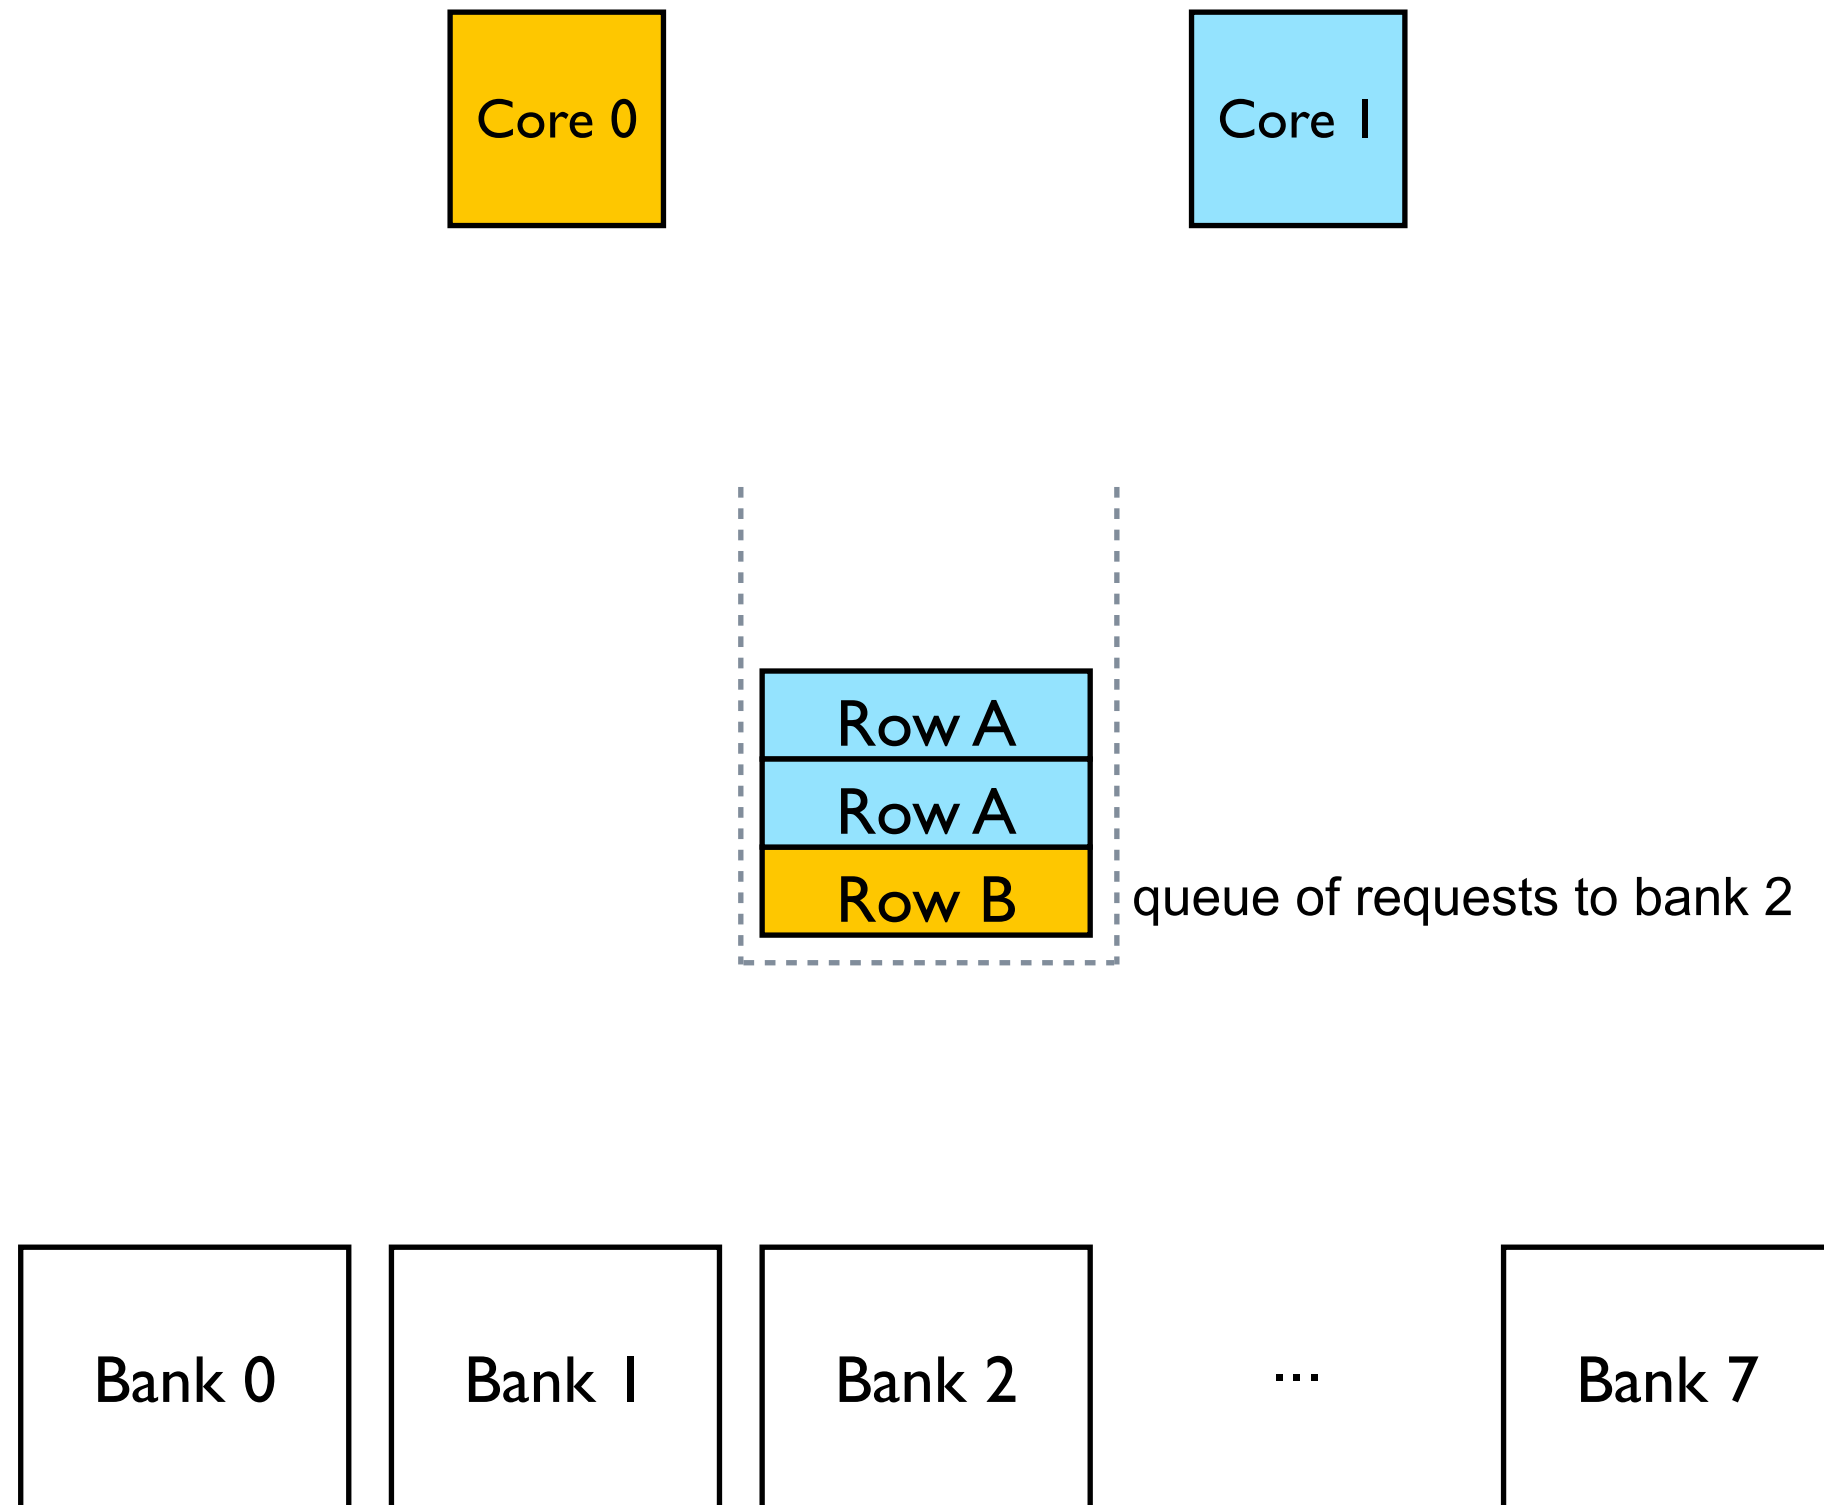 Core 0
Core 1
Row A
Row A
Row B
queue of requests to bank 2
Bank 0
Bank 1
Bank 2
...
Bank 7